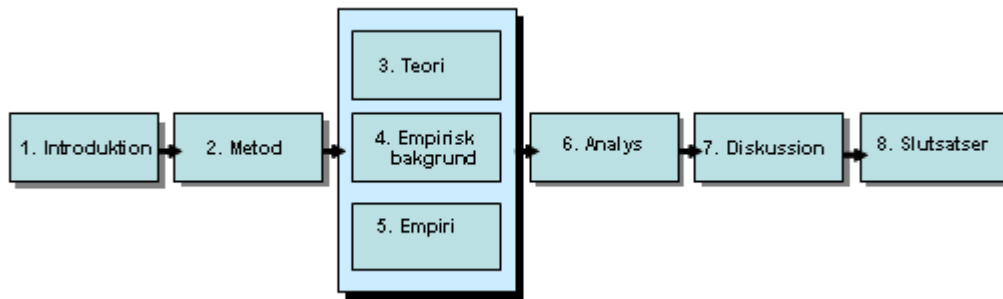 1. Introduktion
2. Metod
3. Teori
4. Empirisk
bakgrund
5. Empiri
6. Analys
7. Diskussion
8. Slutsatser